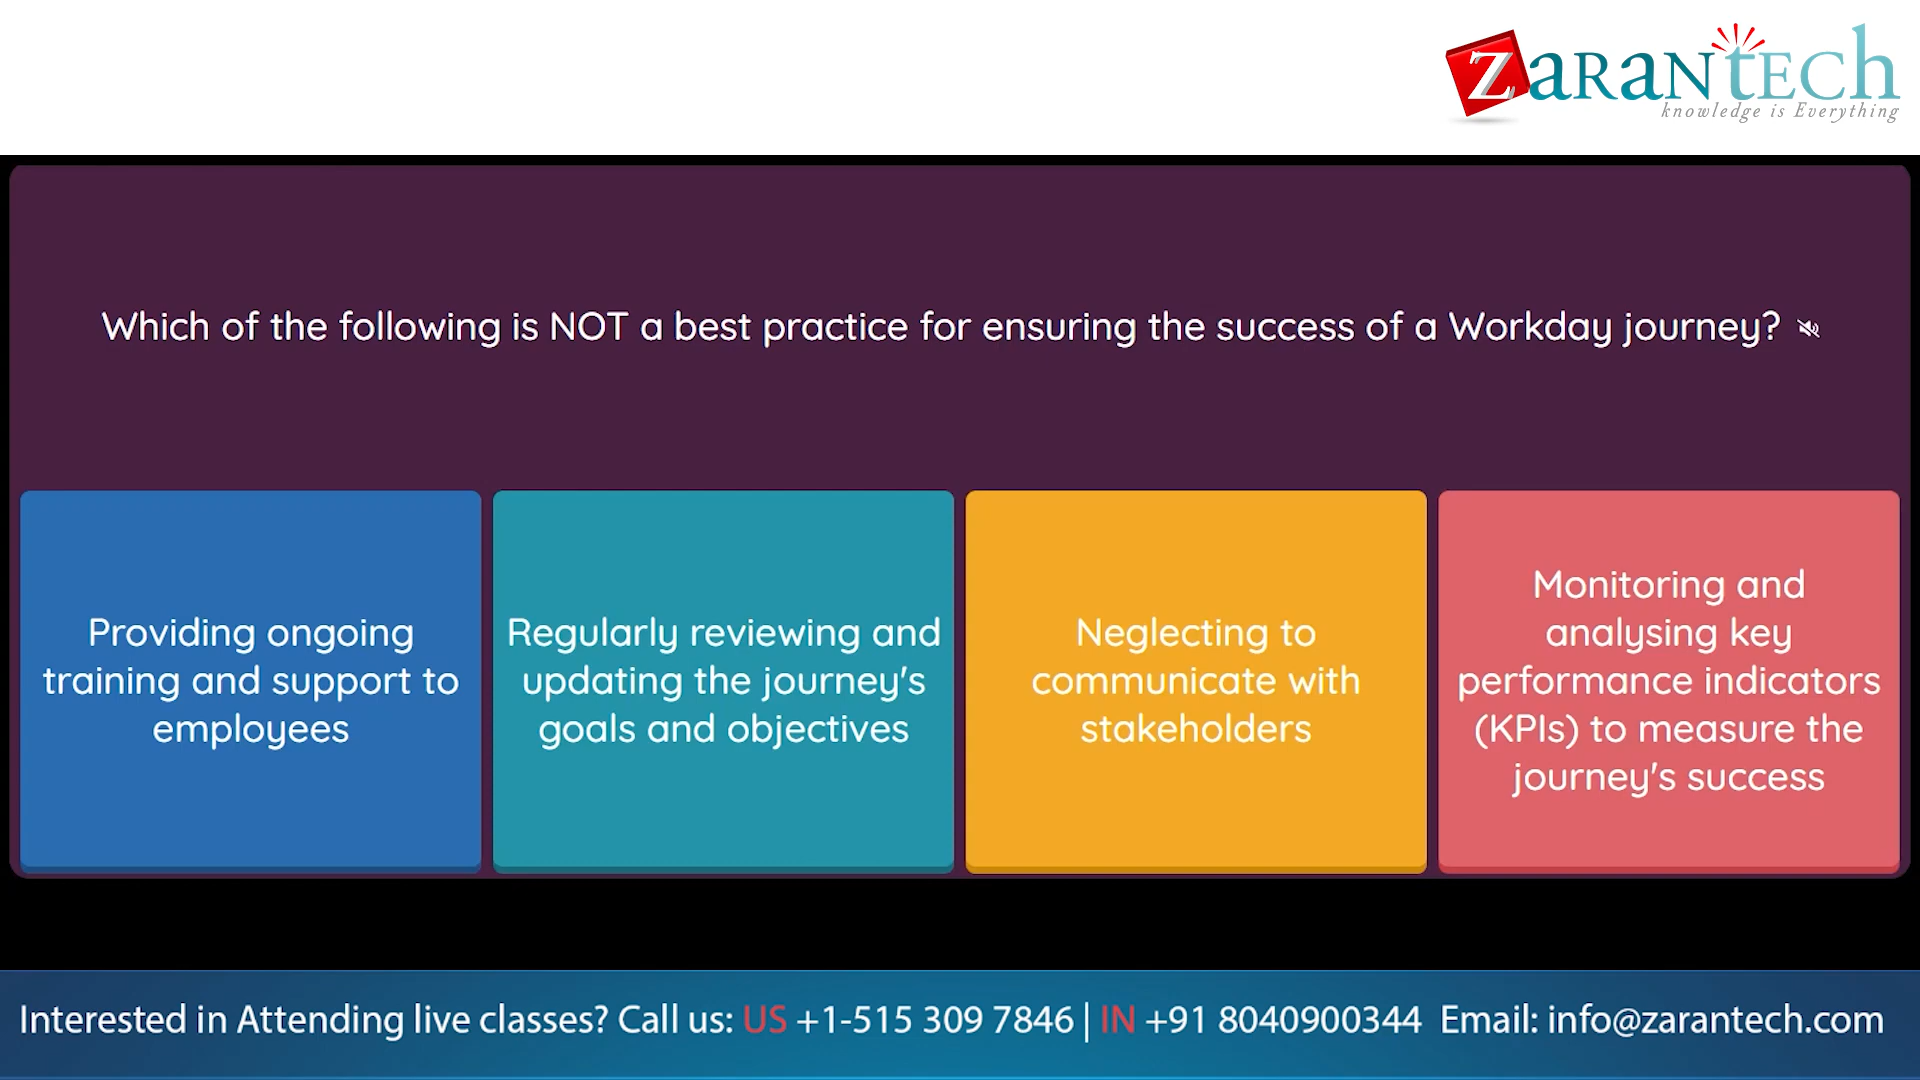 ZaranTech
knowledge is Everything
Which of the following is NOT a best practice for ensuring the success of a Workday journey?
Providing ongoing
training and support to
employees
Regularly reviewing and
updating the journey's
goals and objectives
Neglecting to
communicate with
stakeholders
Monitoring and
analysing key
performance indicators
(KPIs) to measure the
journey's success
Interested in Attending live classes? Call us: US +1-515 309 7846 | IN +91 8040900344 Email: info@zarantech.com